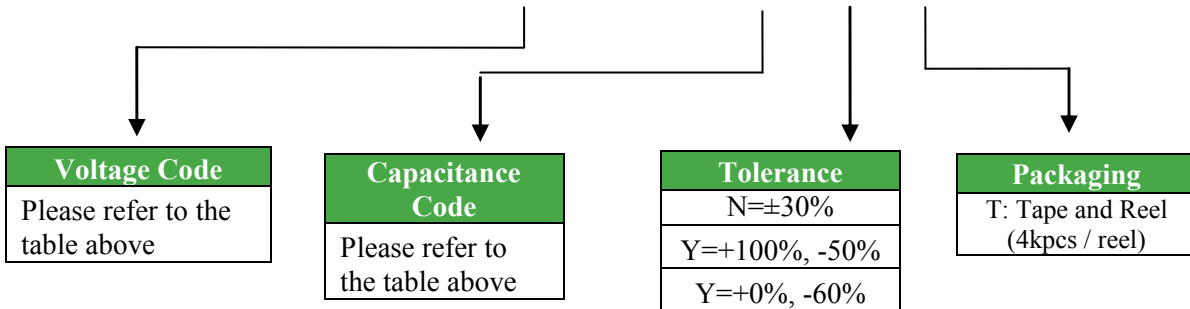 Voltage Code
Please refer to the
table above
Capacitance
Code
Please refer to
the table above
Tolerance
N=±30%
Y=+100%, -50%
Y=+0%, -60%
Packaging
T: Tape and Reel
(4kpcs / reel)